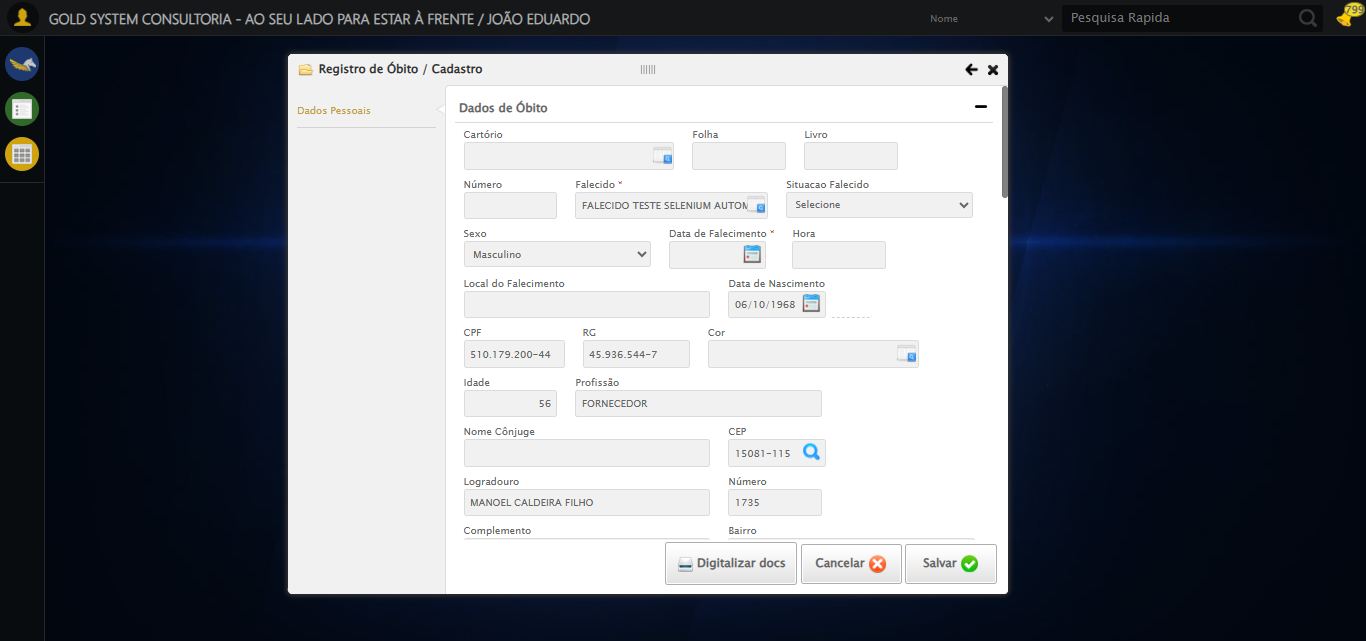 GOLD SYSTEM CONSULTORIA - AO SEU LADO PARA ESTAR À FRENTE / JOÃO EDUARDO
Nome
Pesquisa Rapida
799
Registro de Óbito / Cadastro
Dados Pessoais
Dados de Óbito
Cartório Folha Livro
Número Falecido * Situacao Falecido
FALECIDO TESTE SELENIUM AUTOM Selecione
Sexo Data de Falecimento * Hora
Masculino
Local do Falecimento Data de Nascimento
06/10/1968
CPF RG Cor
510.179.200-44 45.936.544-7
Idade Profissão
56 FORNECEDOR
Nome Cônjuge CEP
15081-115
Logradouro Número
MANOEL CALDEIRA FILHO 1735
Complemento Bairro
Digitalizar docs Cancelar Salvar